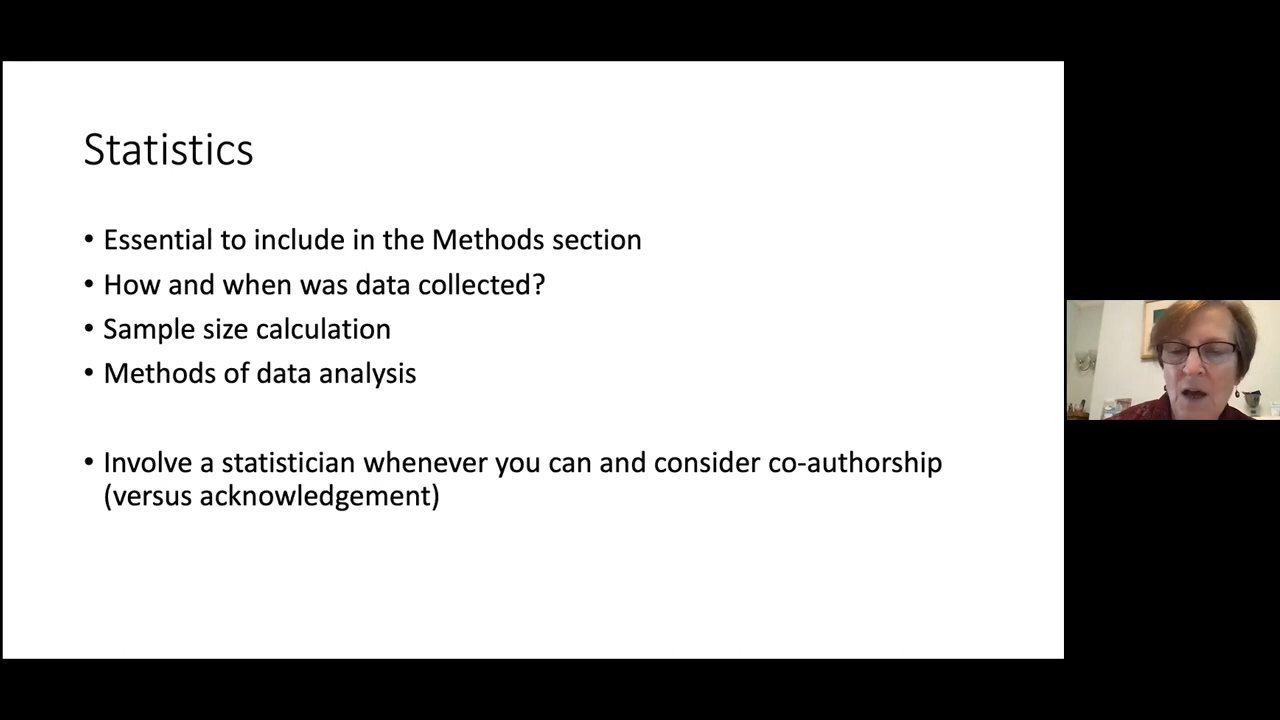 Statistics
• Essential to include in the Methods section
• How and when was data collected?
• Sample size calculation
• Methods of data analysis
• Involve a statistician whenever you can and consider co-authorship
(versus acknowledgement)